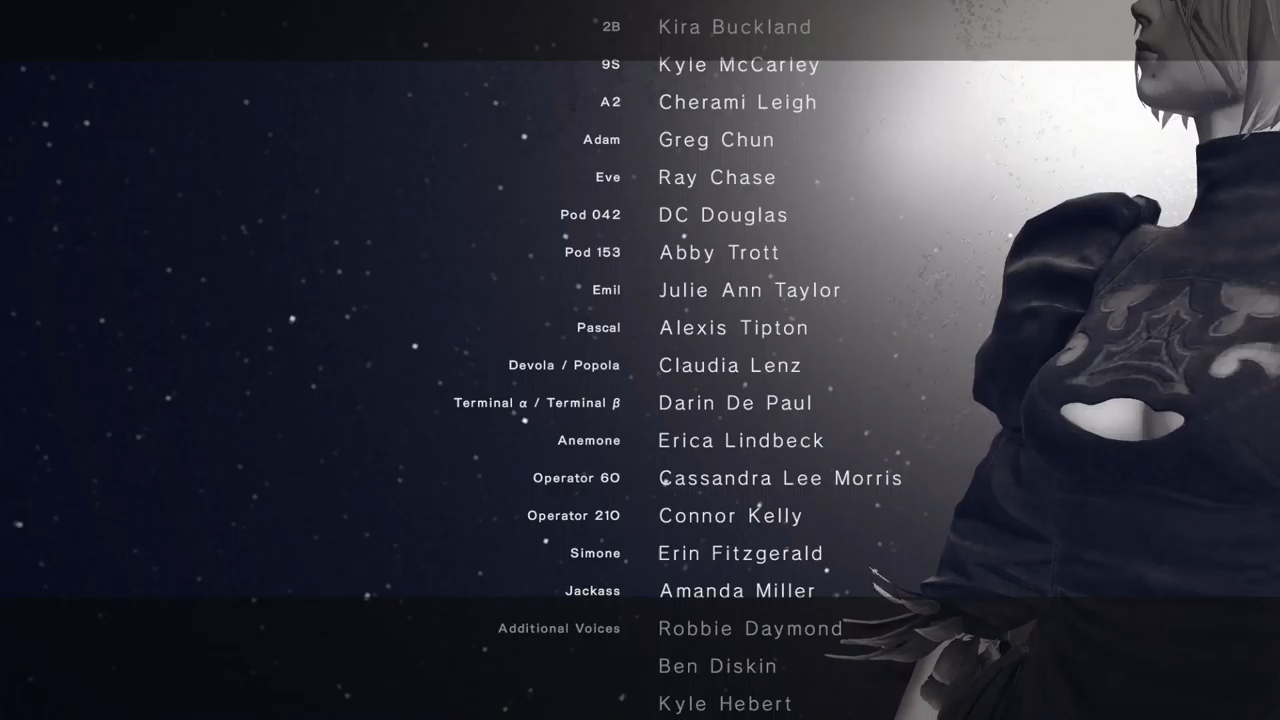 2B Kira Buckland
9S Kyle McCarley
A2 Cherami Leigh
Adam Greg Chun
Eve Ray Chase
Pod 042 DC Douglas
Pod 153 Abby Trott
Emil Julie Ann Taylor
Pascal Alexis Tipton
Devola / Popola Claudia Lenz
Terminal α / Terminal β Darin De Paul
Anemone Erica Lindbeck
Operator 6O Cassandra Lee Morris
Operator 21O Connor Kelly
Simone Erin Fitzgerald
Jackass Amanda Miller
Additional Voices Robbie Daymond
Ben Diskin
Kyle Hebert